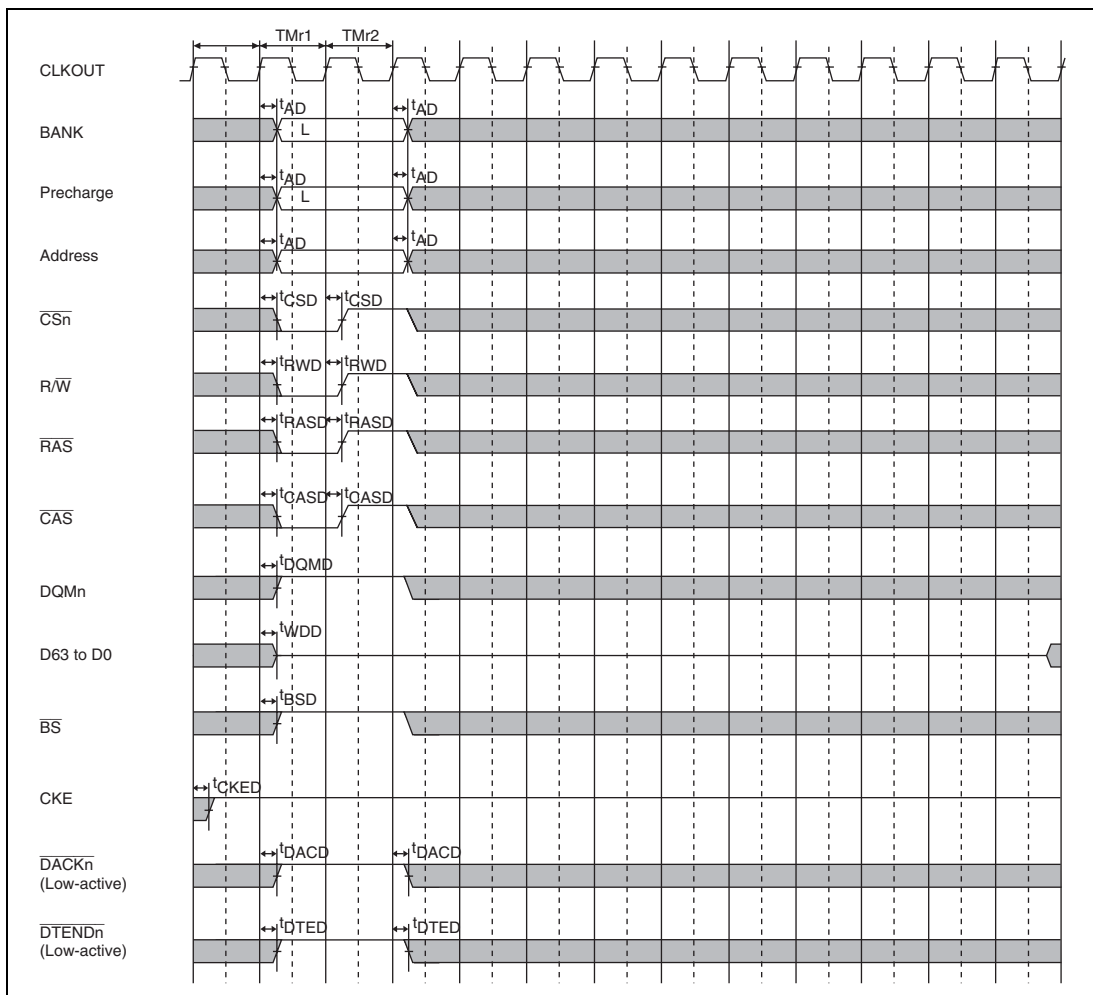 TMr1 TMr2
CLKOUT
tAD tAD
BANK L
tAD tAD
Precharge L
tAD tAD
Address
tCSD tCSD
CSn
tRWD tRWD
R/W
tRASD tRASD
RAS
tCASD tCASD
CAS
tDQMD
DQMn
tWDD
D63 to D0
tBSD
BS
tCKED
CKE
tDACD tDACD
DACKn
(Low-active)
tDTED tDTED
DTENDn
(Low-active)